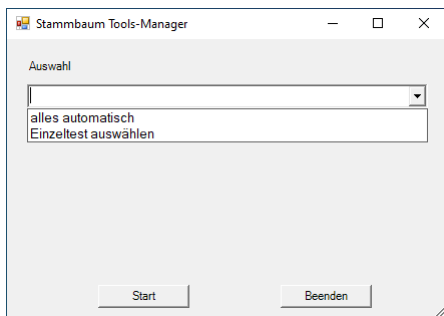 Stammbaum Tools-Manager
Auswahl
alles automatisch
Einzeltest auswählen
Start
Beenden